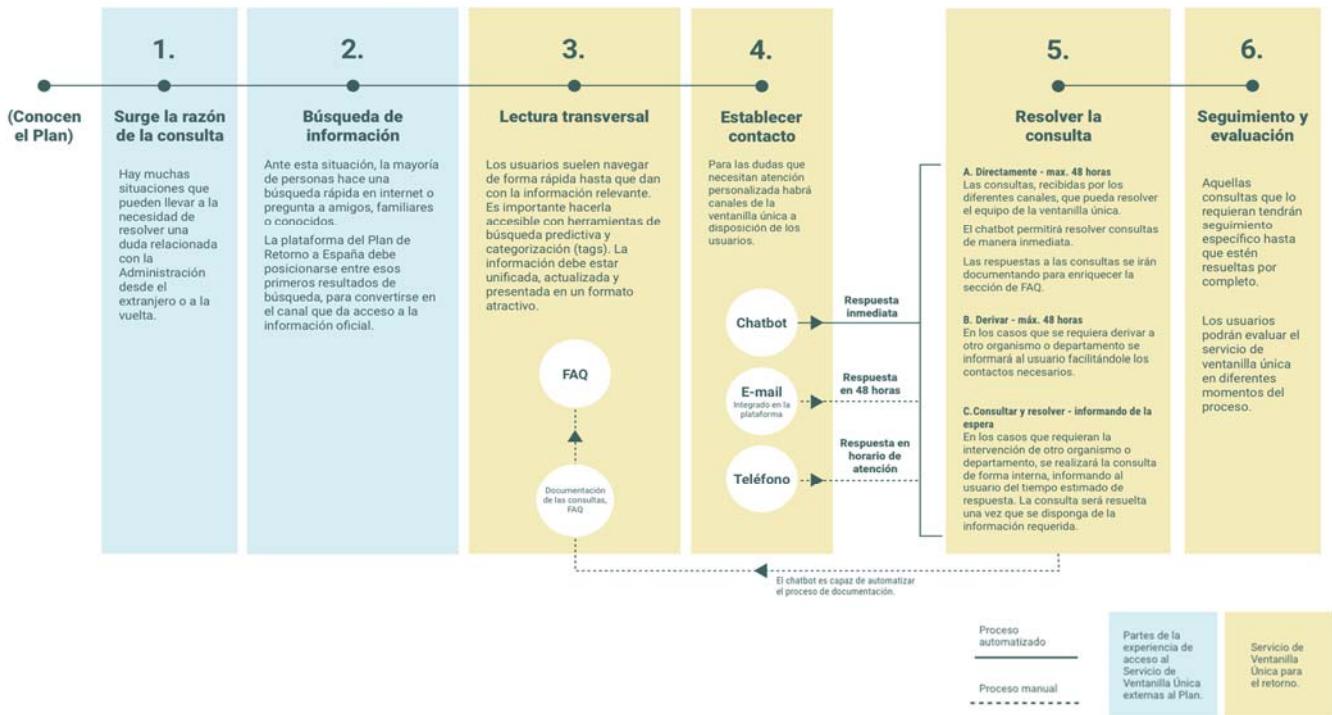 (Conocen
el Plan)
1.
Surge la razón
de la consulta
Hay muchas
situaciones que
pueden llevar a la
necesidad de
resolver una
duda relacionada
con la
Administración
desde el
extranjero o a la
vuelta.
2.
Búsqueda de
información
Ante esta situación, la mayoría
de personas hace una
búsqueda rápida en internet o
pregunta a amigos, familiares
o conocidos.
La plataforma del Plan de
Retorno a España debe
posicionarse entre esos
primeros resultados de
búsqueda, para convertirse en
el canal que da acceso a la
información oficial.
3.
Lectura transversal
Los usuarios suelen navegar
de forma rápida hasta que dan
con la información relevante.
Es importante hacerla
accesible con herramientas de
búsqueda predictiva y
categorización (tags). La
información debe estar
unificada, actualizada y
presentada en un formato
atractivo.
FAQ
Documentación
de las consultas,
FAQ
4.
Establecer
contacto
Para las dudas que
necesitan atención
personalizada habrá
canales de la
ventanilla única a
disposición de los
usuarios.
Chatbot
Respuesta
inmediata
E-mail
Integrado en la
plataforma
Respuesta
en 48 horas
Teléfono
Respuesta en
horario de
atención
5.
Resolver la
consulta
A. Directamente - max. 48 horas
Las consultas, recibidas por los
diferentes canales, que pueda resolver
el equipo de la ventanilla única.
El chatbot permitirá resolver consultas
de manera inmediata.
Las respuestas a las consultas se irán
documentando para enriquecer la
sección de FAQ.
B. Derivar - máx. 48 horas
En los casos que se requiera derivar a
otro organismo o departamento se
informará al usuario facilitándole los
contactos necesarios.
C.Consultar y resolver - informando de la
espera
En los casos que requieran la
intervención de otro organismo o
departamento, se realizará la consulta
de forma interna, informando al
usuario del tiempo estimado de
respuesta. La consulta será resuelta
una vez que se disponga de la
información requerida.
6.
Seguimiento y
evaluación
Aquellas
consultas que lo
requieran tendrán
seguimiento
específico hasta
que estén
resueltas por
completo.
Los usuarios
podrán evaluar el
servicio de
ventanilla única
en diferentes
momentos del
proceso.
El chatbot es capaz de automatizar
el proceso de documentación.
Proceso
automatizado
Proceso manual
Partes de la
experiencia de
acceso al
Servicio de
Ventanilla Única
externas al Plan.
Servicio de
Ventanilla
Única para
el retorno.